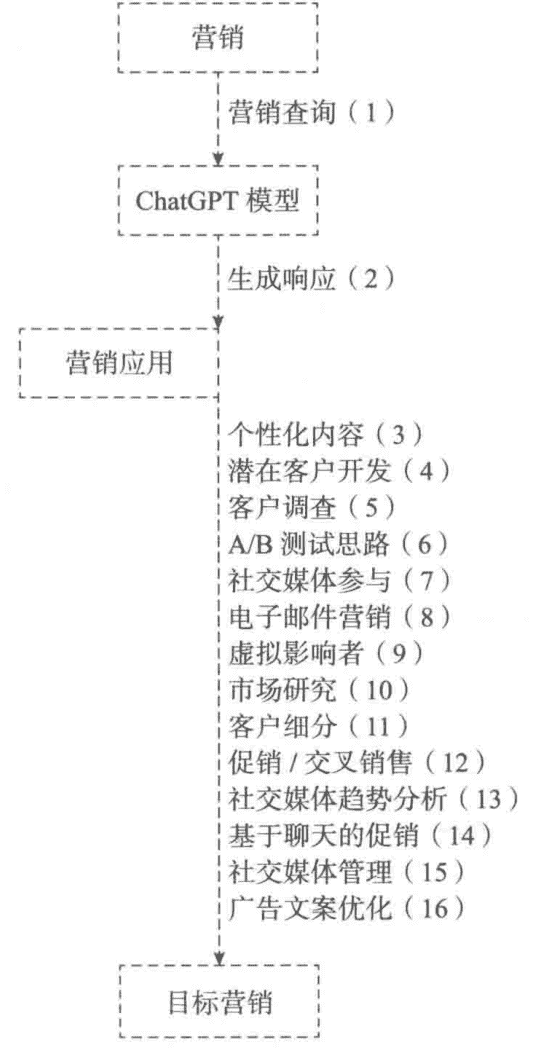 营销
营销查询（1）
ChatGPT 模型
生成响应（2）
营销应用
个性化内容（3）
潜在客户开发（4）
客户调查（5）
A/B 测试思路（6）
社交媒体参与（7）
电子邮件营销（8）
虚拟影响者（9）
市场研究（10）
客户细分（11）
促销 / 交叉销售（12）
社交媒体趋势分析（13）
基于聊天的促销（14）
社交媒体管理（15）
广告文案优化（16）
目标营销